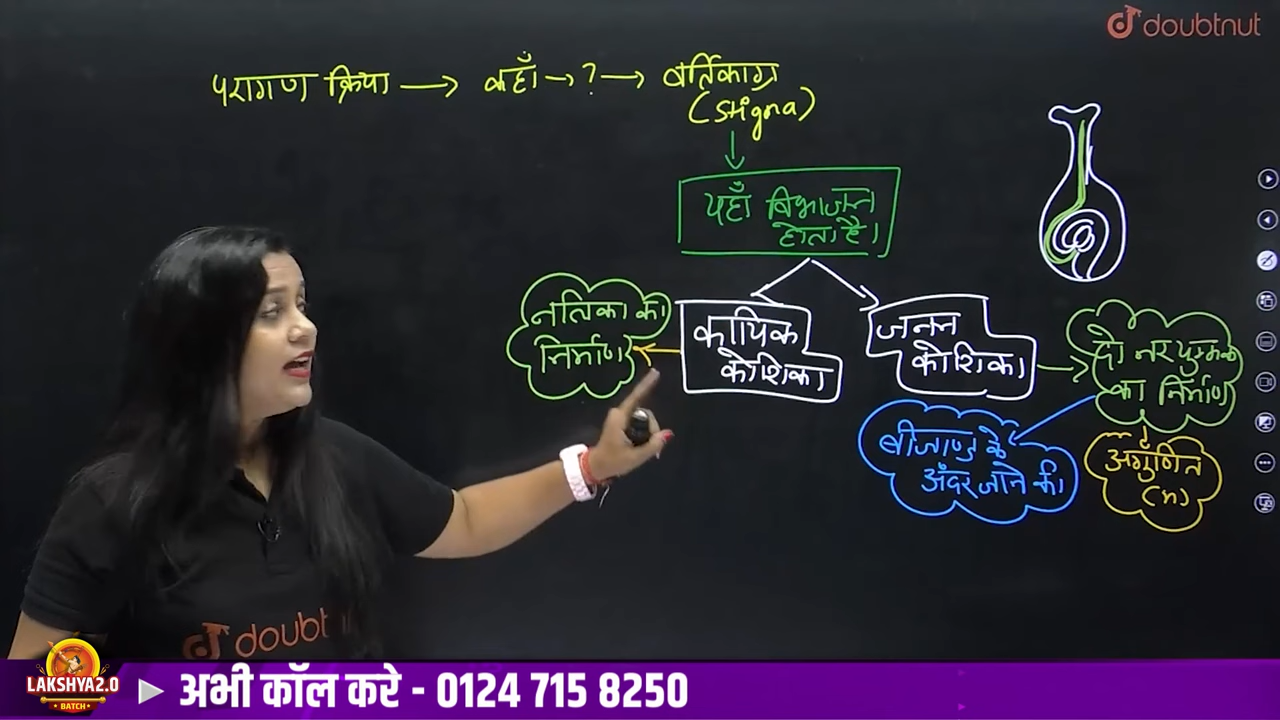 doubtnut
परागण क्रिया → कहाँ → ? → वर्तिकाग्र
(Stigma)
यहाँ विभाजन
होता है।
नलिका का
निर्माण
कायिक
कोशिका
जनन
कोशिका
दो नर युग्मक
का निर्माण
बीजाण्ड के
अंदर जाने की।
अगुणित
(n)
doubtnut
LAKSHYA2.0
BATCH
अभी कॉल करे - 0124 715 8250